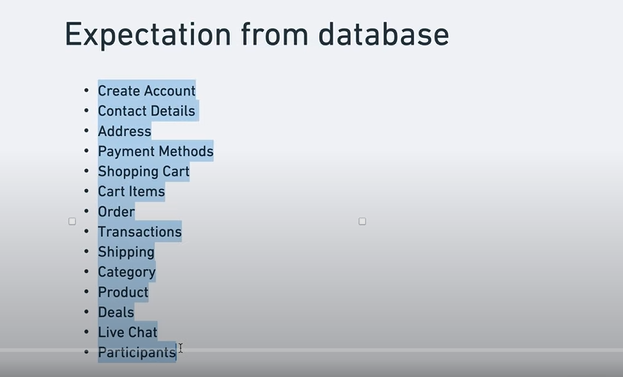 Expectation from database
• Create Account
• Contact Details
• Address
• Payment Methods
• Shopping Cart
• Cart Items
• Order
• Transactions
• Shipping
• Category
• Product
• Deals
• Live Chat
• Participants